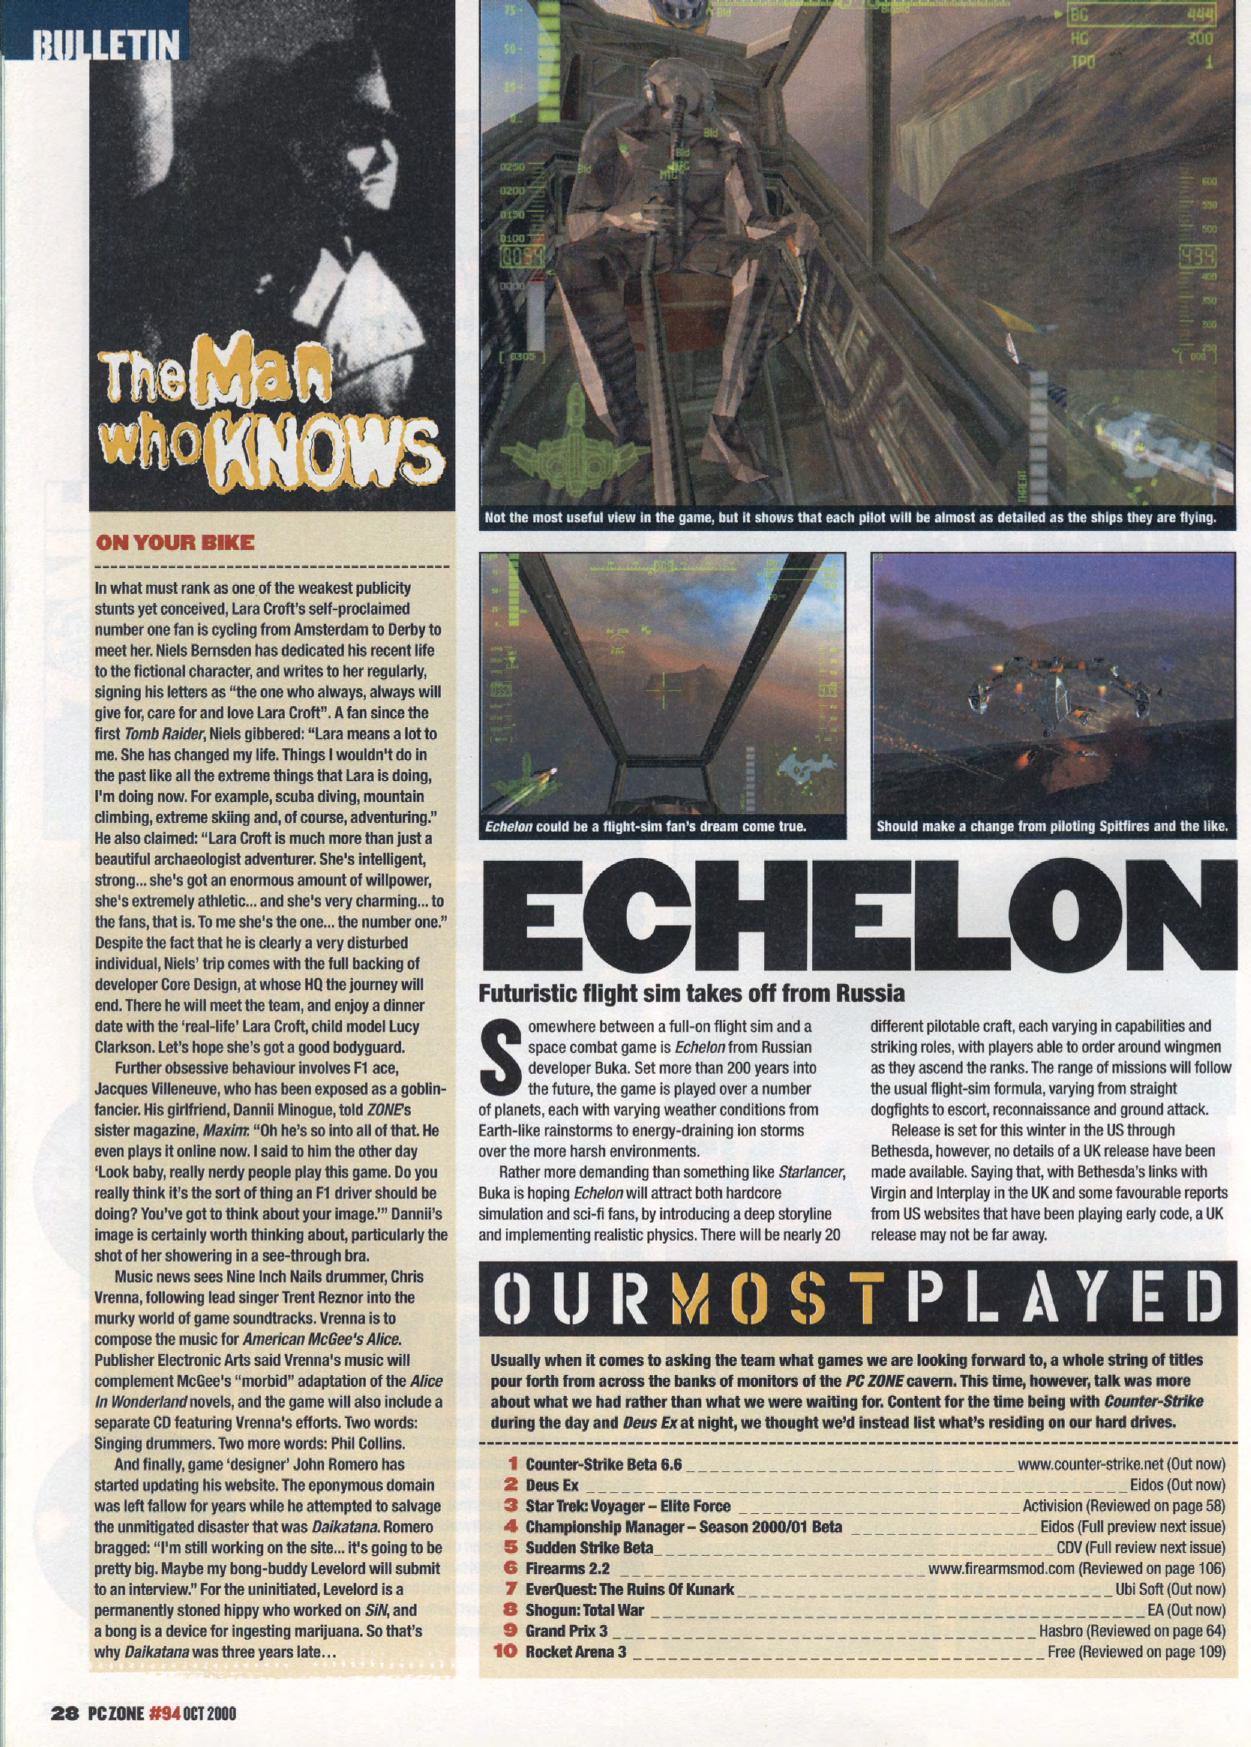 BULLETIN
The Man
who KNOWS
ON YOUR BIKE
In what must rank as one of the weakest publicity
stunts yet conceived, Lara Croft's self-proclaimed
number one fan is cycling from Amsterdam to Derby to
meet her. Niels Bernsden has dedicated his recent life
to the fictional character, and writes to her regularly,
signing his letters as “the one who always, always will
give for, care for and love Lara Croft”. A fan since the
first Tomb Raider, Niels gibbered: “Lara means a lot to
me. She has changed my life. Things I wouldn't do in
the past like all the extreme things that Lara is doing,
I'm doing now. For example, scuba diving, mountain
climbing, extreme skiing and, of course, adventuring.”
He also claimed: “Lara Croft is much more than just a
beautiful archaeologist adventurer. She's intelligent,
strong... she's got an enormous amount of willpower,
she's extremely athletic... and she's very charming... to
the fans, that is. To me she's the one... the number one.”
Despite the fact that he is clearly a very disturbed
individual, Niels’ trip comes with the full backing of
developer Core Design, at whose HQ the journey will
end. There he will meet the team, and enjoy a dinner
date with the ‘real-life’ Lara Croft, child model Lucy
Clarkson. Let's hope she's got a good bodyguard.
Further obsessive behaviour involves F1 ace,
Jacques Villeneuve, who has been exposed as a goblin-
fancier. His girlfriend, Dannii Minogue, told ZONE's
sister magazine, Maxim: “Oh he's so into all of that. He
even plays it online now. I said to him the other day
‘Look baby, really nerdy people play this game. Do you
really think it's the sort of thing an F1 driver should be
doing? You've got to think about your image.’” Dannii's
image is certainly worth thinking about, particularly the
shot of her showering in a see-through bra.
Music news sees Nine Inch Nails drummer, Chris
Vrenna, following lead singer Trent Reznor into the
murky world of game soundtracks. Vrenna is to
compose the music for American McGee's Alice.
Publisher Electronic Arts said Vrenna's music will
complement McGee's “morbid” adaptation of the Alice
In Wonderland novels, and the game will also include a
separate CD featuring Vrenna's efforts. Two words:
Singing drummers. Two more words: Phil Collins.
And finally, game ‘designer’ John Romero has
started updating his website. The eponymous domain
was left fallow for years while he attempted to salvage
the unmitigated disaster that was Daikatana. Romero
bragged: “I'm still working on the site... it's going to be
pretty big. Maybe my bong-buddy Levelord will submit
to an interview.” For the uninitiated, Levelord is a
permanently stoned hippy who worked on SiN, and
a bong is a device for ingesting marijuana. So that's
why Daikatana was three years late…
BC 444
HG 300
TPD 1
Not the most useful view in the game, but it shows that each pilot will be almost as detailed as the ships they are flying.
Echelon could be a flight-sim fan's dream come true.
Should make a change from piloting Spitfires and the like.
ECHELON
Futuristic flight sim takes off from Russia
Somewhere between a full-on flight sim and a
space combat game is Echelon from Russian
developer Buka. Set more than 200 years into
the future, the game is played over a number
of planets, each with varying weather conditions from
Earth-like rainstorms to energy-draining ion storms
over the more harsh environments.
Rather more demanding than something like Starlancer,
Buka is hoping Echelon will attract both hardcore
simulation and sci-fi fans, by introducing a deep storyline
and implementing realistic physics. There will be nearly 20
different pilotable craft, each varying in capabilities and
striking roles, with players able to order around wingmen
as they ascend the ranks. The range of missions will follow
the usual flight-sim formula, varying from straight
dogfights to escort, reconnaissance and ground attack.
Release is set for this winter in the US through
Bethesda, however, no details of a UK release have been
made available. Saying that, with Bethesda's links with
Virgin and Interplay in the UK and some favourable reports
from US websites that have been playing early code, a UK
release may not be far away.
OUR MOST PLAYED
Usually when it comes to asking the team what games we are looking forward to, a whole string of titles
pour forth from across the banks of monitors of the PC ZONE cavern. This time, however, talk was more
about what we had rather than what we were waiting for. Content for the time being with Counter-Strike
during the day and Deus Ex at night, we thought we'd instead list what's residing on our hard drives.
1 Counter-Strike Beta 6.6 www.counter-strike.net (Out now)
2 Deus Ex Eidos (Out now)
3 Star Trek: Voyager – Elite Force Activision (Reviewed on page 58)
4 Championship Manager – Season 2000/01 Beta Eidos (Full preview next issue)
5 Sudden Strike Beta CDV (Full review next issue)
6 Firearms 2.2 www.firearmsmod.com (Reviewed on page 106)
7 EverQuest: The Ruins Of Kunark Ubi Soft (Out now)
8 Shogun: Total War EA (Out now)
9 Grand Prix 3 Hasbro (Reviewed on page 64)
10 Rocket Arena 3 Free (Reviewed on page 109)
28 PCZONE #94 OCT 2000